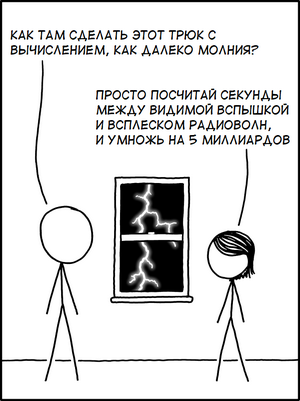 КАК ТАМ СДЕЛАТЬ ЭТОТ ТРЮК С
ВЫЧИСЛЕНИЕМ, КАК ДАЛЕКО МОЛНИЯ?
ПРОСТО ПОСЧИТАЙ СЕКУНДЫ
МЕЖДУ ВИДИМОЙ ВСПЫШКОЙ
И ВСПЛЕСКОМ РАДИОВОЛН,
И УМНОЖЬ НА 5 МИЛЛИАРДОВ